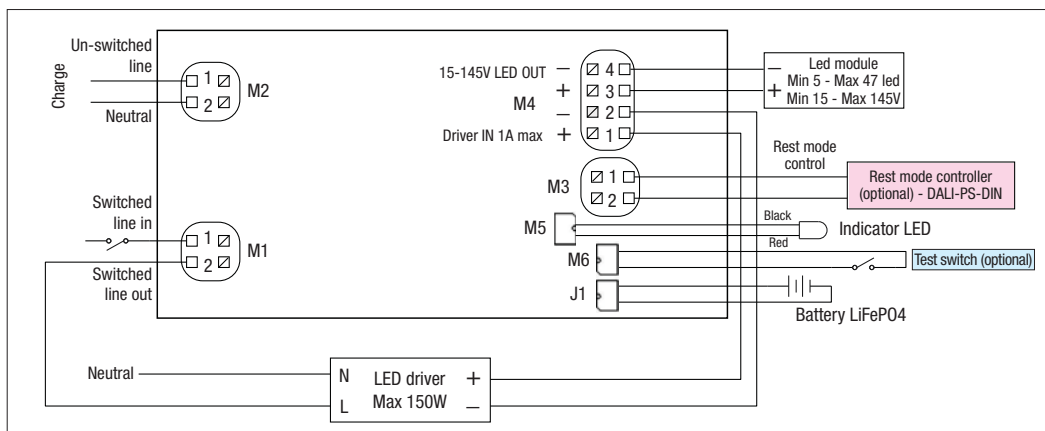 Un-switched
line
Charge
Neutral
1
2
M2
15-145V LED OUT
−
+
−
Driver IN 1A max
+
M4
4
3
2
1
−
+
Led module
Min 5 - Max 47 led
Min 15 - Max 145V
Rest mode
control
M3
1
2
Rest mode controller
(optional) - DALI-PS-DIN
Switched
line in
Switched
line out
1
2
M1
M5
Black
Red
Indicator LED
M6
Test switch (optional)
J1
Battery LiFePO4
Neutral
N
L
LED driver
Max 150W
+
−